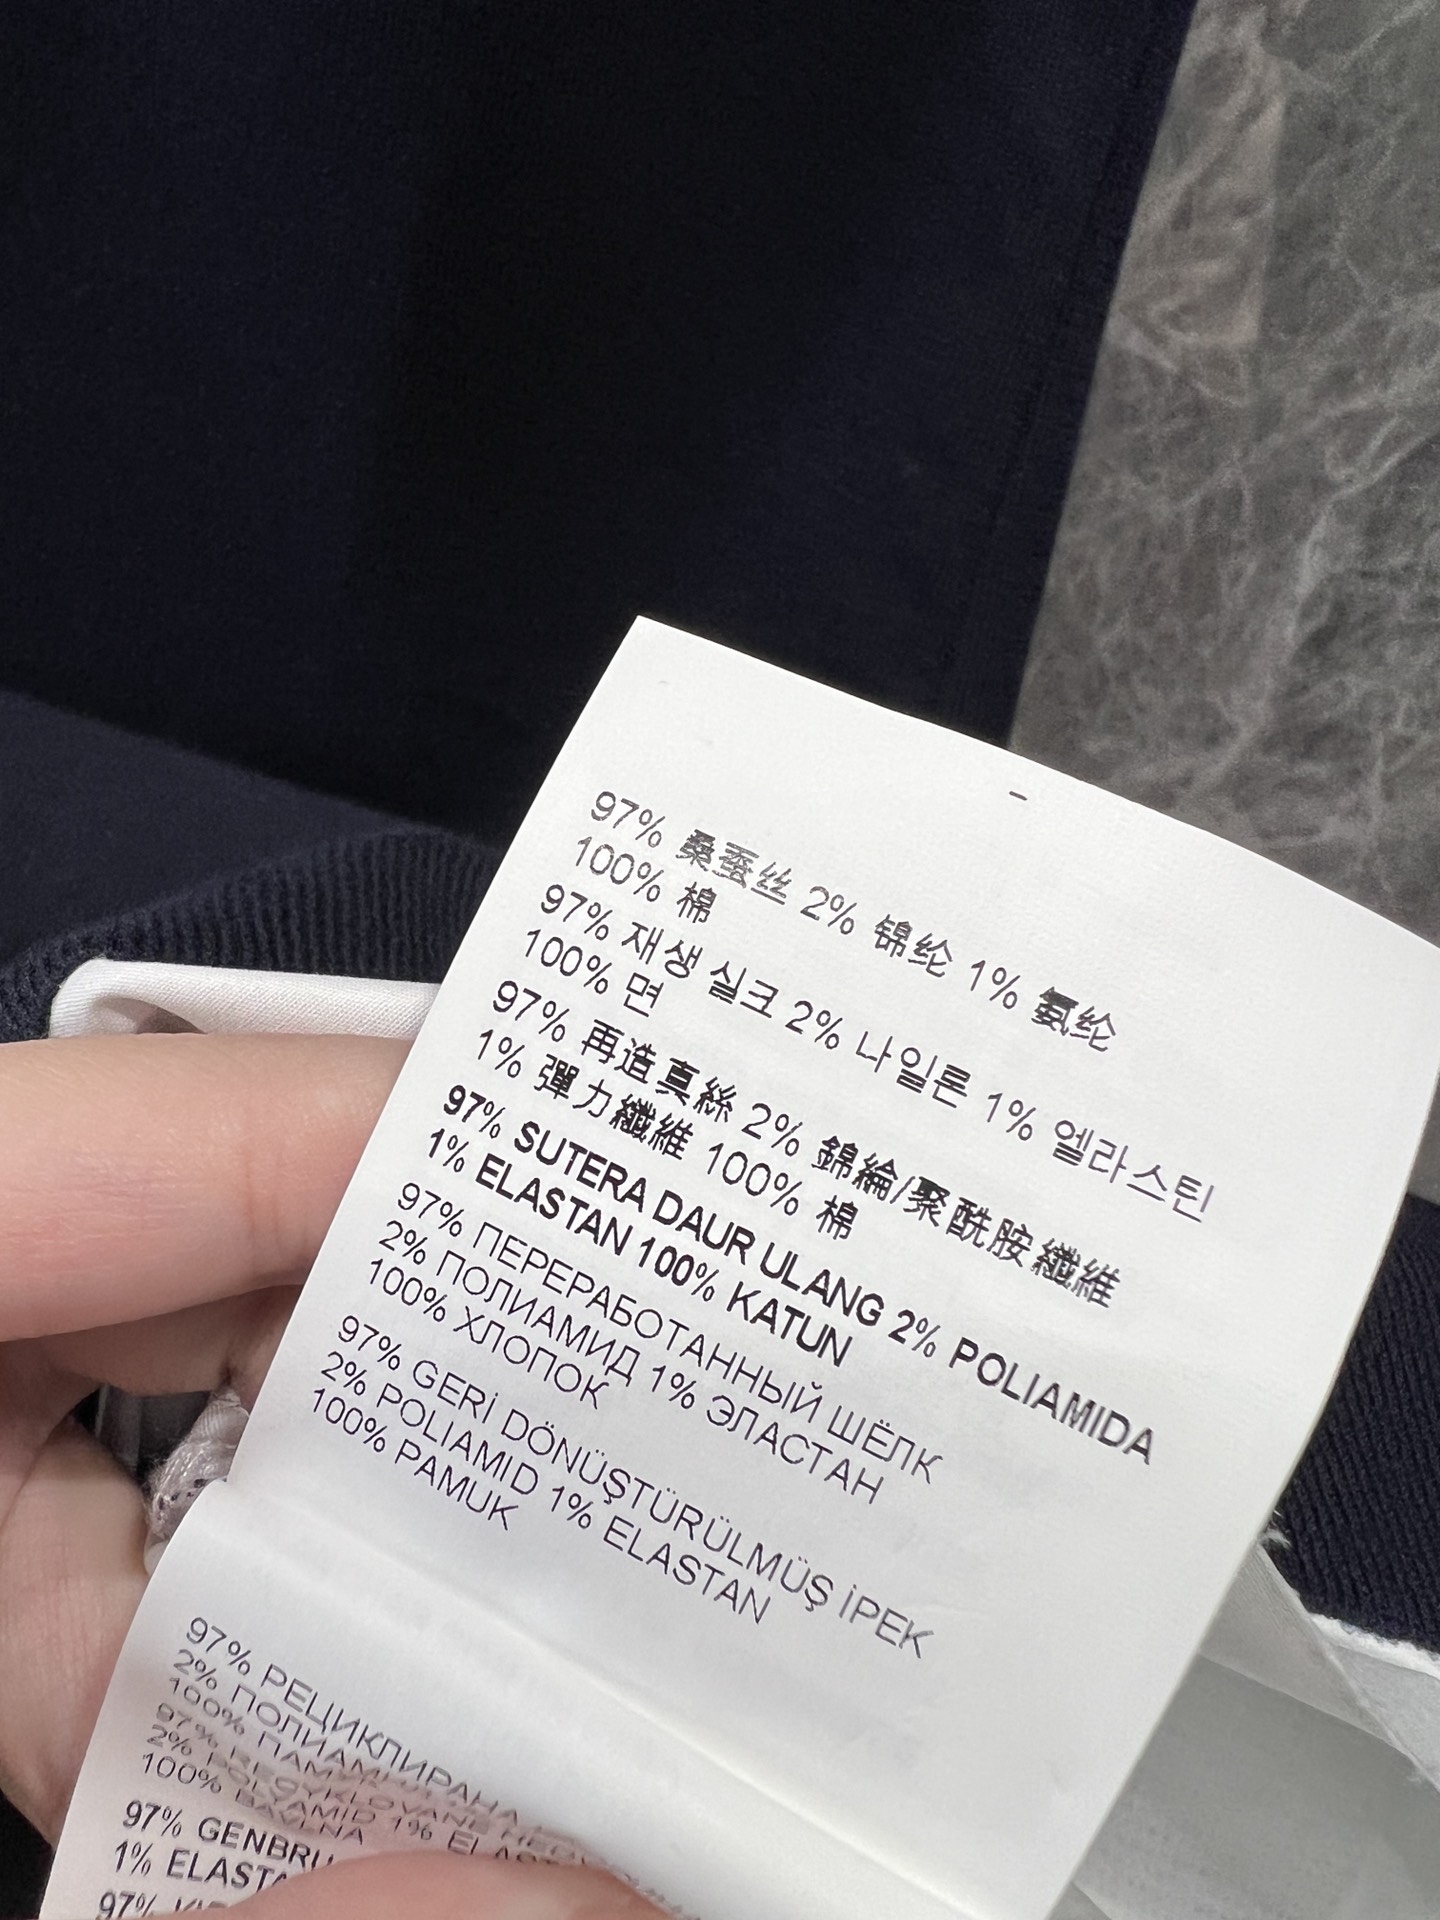 97% 桑蚕丝 2% 锦纶 1% 氨纶
100% 棉
97% 재생 실크 2% 나일론 1% 엘라스틴
100% 면
97% 再造真絲 2% 錦綸/聚酰胺纖維
1% 彈力纖維 100% 棉
97% SUTERA DAUR ULANG 2% POLIAMIDA
1% ELASTAN 100% KATUN
97% ПЕРЕРАБОТАННЫЙ ШЁЛК
2% ПОЛИАМИД 1% ЭЛАСТАН
100% ХЛОПОК
97% GERİ DÖNÜŞTÜRÜLMÜŞ İPEK
2% POLIAMID 1% ELASTAN
100% PAMUK
97% РЕЦИКЛИРАНА
2%
100%
97%
2% POLYAMID 1%
100% BAVLNA
97%
1%
97%